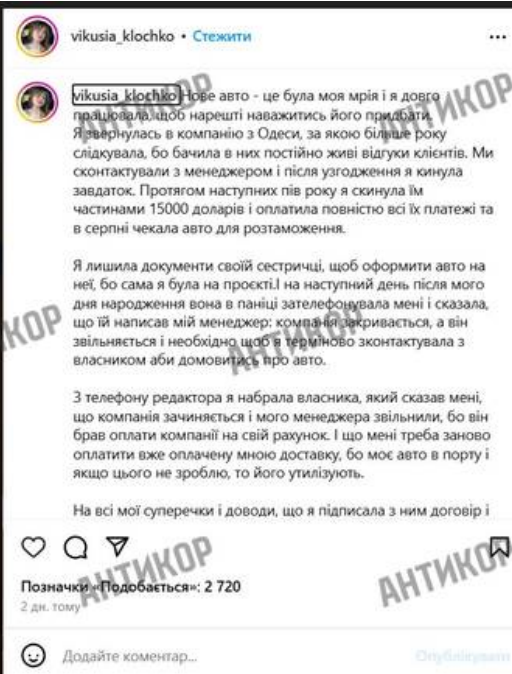 vikusia_klochko • Стежити
vikusia_klochko Нове авто - це була моя мрія і я довго
працювала, щоб нарешті наважитись його придбати.
Я звернулась в компанію з Одеси, за якою більше року
слідкувала, бо бачила в них постійно живі відгуки клієнтів. Ми
сконтактували з менеджером і після узгодження я кинула
завдаток. Протягом наступних пів року я скинула їм
частинами 15000 доларів і оплатила повністю всі їх платежі та
в серпні чекала авто для розтаможення.
Я лишила документи своїй сестричці, щоб оформити авто на
неї, бо сама я була на проєкті.І на наступний день після мого
дня народження вона в паніці зателефонувала мені і сказала,
що їй написав мій менеджер: компанія закривається, а він
звільняється і необхідно щоб я терміново зконтактувала з
власником аби домовитись про авто.
З телефону редактора я набрала власника, який сказав мені,
що компанія зачиняється і мого менеджера звільнили, бо він
брав оплати компанії на свій рахунок. І що мені треба заново
оплатити вже оплачену мною доставку, бо моє авто в порту і
якщо цього не зроблю, то його утилізують.
На всі мої суперечки і доводи, що я підписала з ним договір і
Позначки «Подобається»: 2 720
2 дн. тому
Додайте коментар...
Опублікувати
АНТИКОР
АНТИКОР
КОР
АНТИКОР
АНТИКОР
АНТИКОР